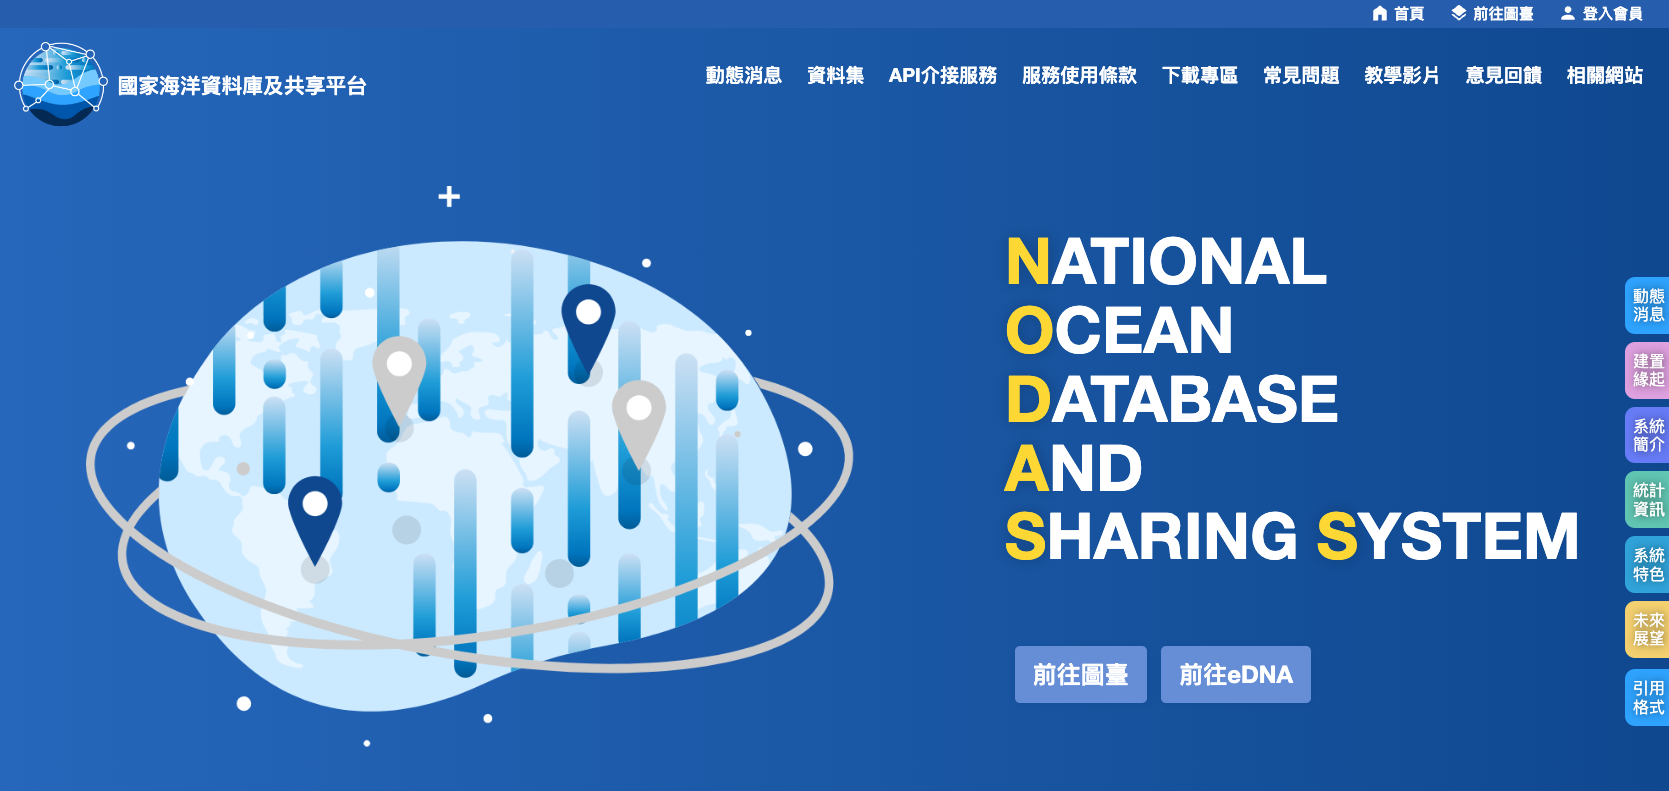 首頁
前往圖臺
登入會員
國家海洋資料庫及共享平台
動態消息
資料集
API介接服務
服務使用條款
下載專區
常見問題
教學影片
意見回饋
相關網站
NATIONAL
OCEAN
DATABASE
AND
SHARING SYSTEM
前往圖臺
前往eDNA
動態
消息
建置
緣起
系統
簡介
統計
資訊
系統
特色
未來
展望
引用
格式